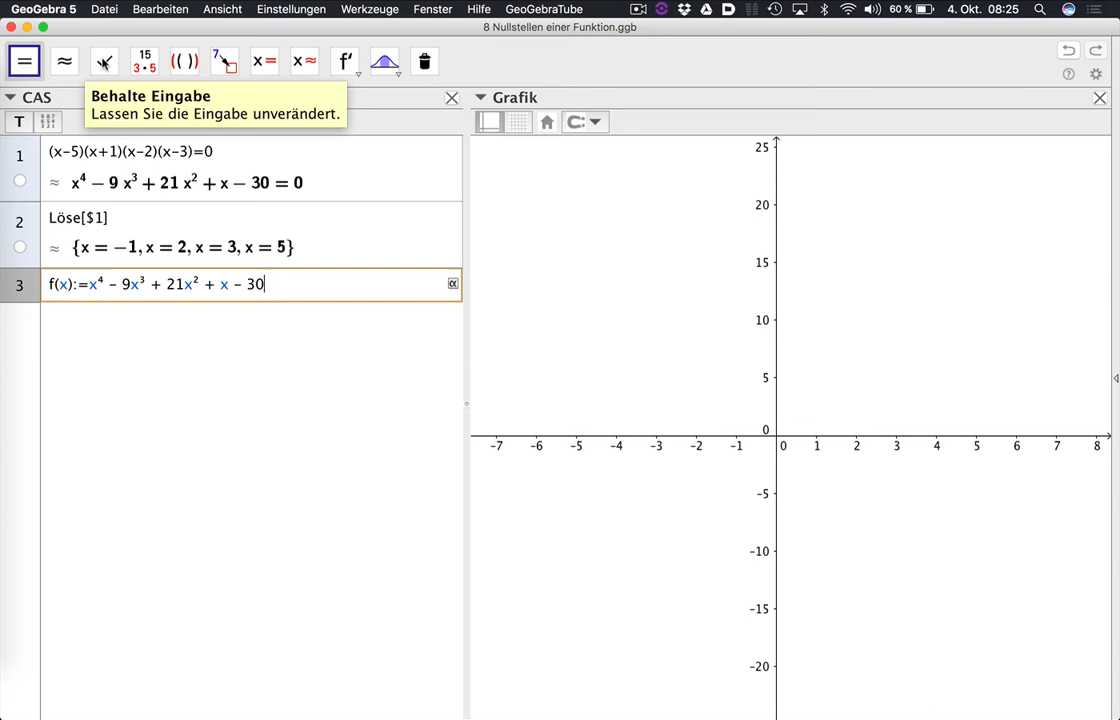 GeoGebra 5 Datei Bearbeiten Ansicht Einstellungen Werkzeuge Fenster Hilfe GeoGebraTube 60 % 4. Okt. 08:25
8 Nullstellen einer Funktion.ggb
= ≈ 15 3•5 (( )) 7 x = x ≈ f'
Behalte Eingabe
Lassen Sie die Eingabe unverändert.
CAS
Grafik
T
1 (x–5)(x+1)(x–2)(x–3)=0
≈ x⁴ – 9 x³ + 21 x² + x – 30 = 0
2 Löse[$1]
≈ {x = –1, x = 2, x = 3, x = 5}
3 f(x):=x⁴ – 9x³ + 21x² + x – 30 α
25
20
15
10
5
0
-7 -6 -5 -4 -3 -2 -1 0 1 2 3 4 5 6 7 8
-5
-10
-15
-20